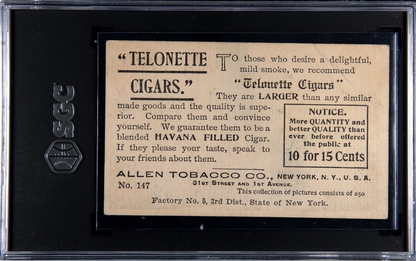 "TELONETTE
CIGARS."
TO those who desire a delightful,
mild smoke, we recommend
"Telonette Cigars"
They are LARGER than any similar
made goods and the quality is supe-
rior. Compare them and convince
yourself. We guarantee them to be a
blended HAVANA FILLED Cigar.
If they please your taste, speak to
your friends about them.
NOTICE.
More QUANTITY and
better QUALITY than
ever before offered
the public at
10 for 15 Cents
ALLEN TOBACCO CO., NEW YORK, N. Y., U. S. A.
31ST STREET AND 1ST AVENUE.
No. 147
This collection of pictures consists of 250
Factory No. 5, 3rd Dist., State of New York.
SGC